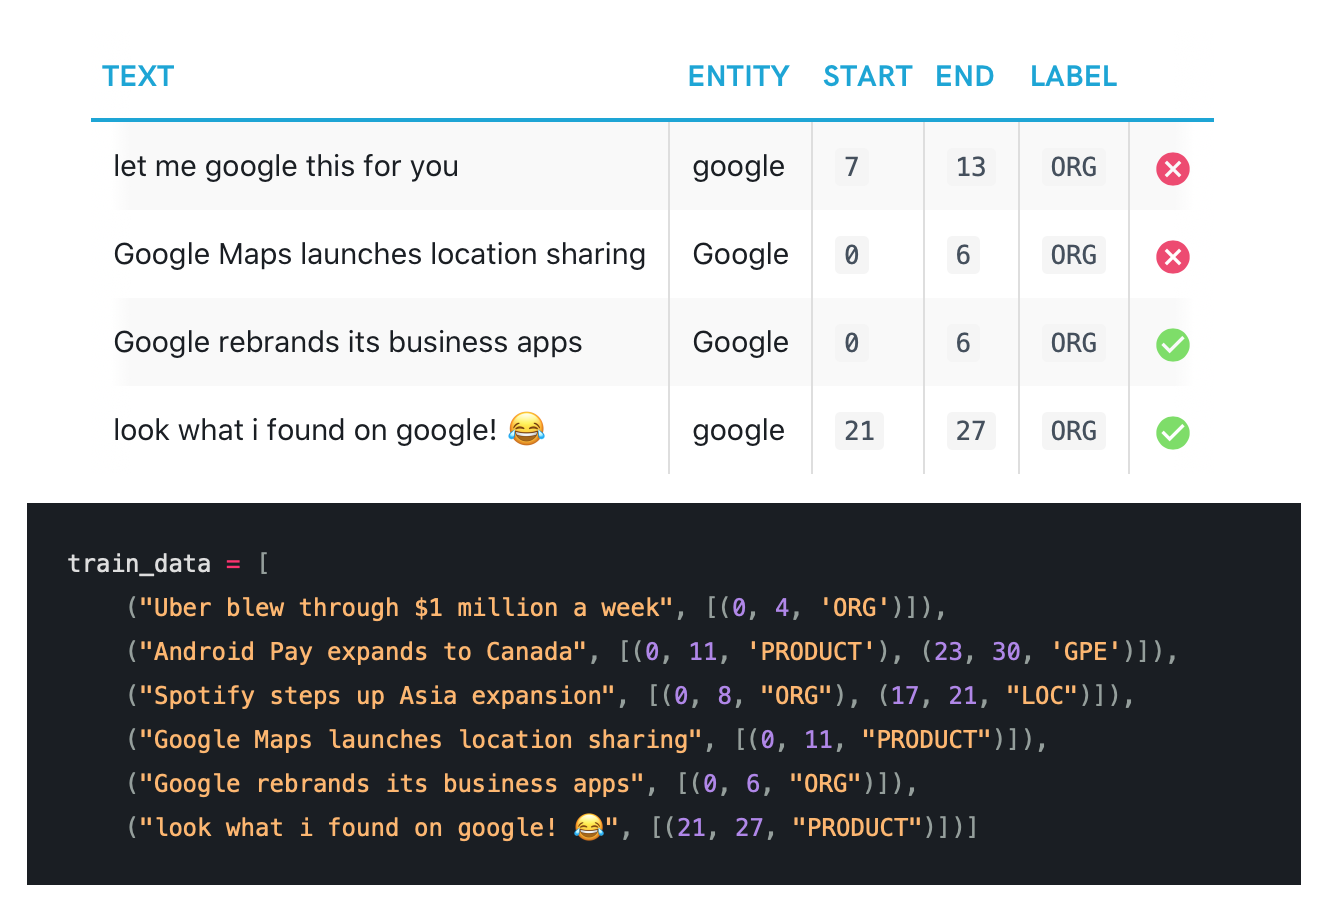 TEXT ENTITY START END LABEL
let me google this for you google 7 13 ORG
Google Maps launches location sharing Google 0 6 ORG
Google rebrands its business apps Google 0 6 ORG
look what i found on google! 😂 google 21 27 ORG
train_data = [
("Uber blew through $1 million a week", [(0, 4, 'ORG')]),
("Android Pay expands to Canada", [(0, 11, 'PRODUCT'), (23, 30, 'GPE')]),
("Spotify steps up Asia expansion", [(0, 8, "ORG"), (17, 21, "LOC")]),
("Google Maps launches location sharing", [(0, 11, "PRODUCT")]),
("Google rebrands its business apps", [(0, 6, "ORG")]),
("look what i found on google! 😂", [(21, 27, "PRODUCT")])]